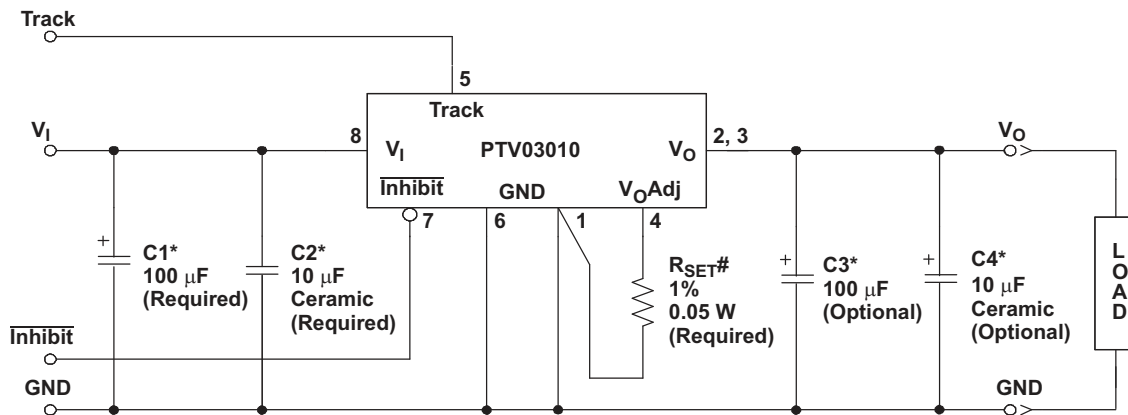 Track
5
Track
V_I
8
V_I
PTV03010
V_O
2, 3
V_O
Inhibit
GND
V_OAdj
7
6
1
4
+
C1*
100 μF
(Required)
C2*
10 μF
Ceramic
(Required)
R_SET#
1%
0.05 W
(Required)
+
C3*
100 μF
(Optional)
+
C4*
10 μF
Ceramic
(Optional)
LOAD
Inhibit
GND
GND